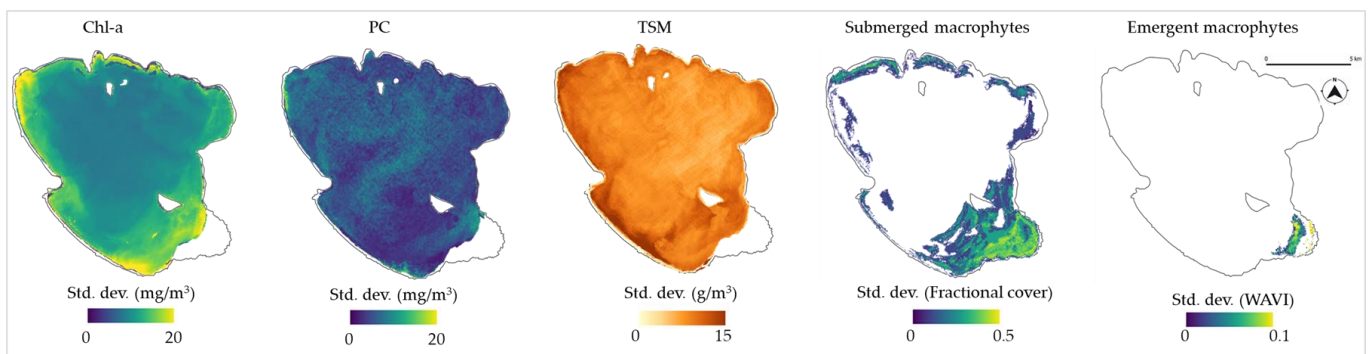 Chl-a
PC
TSM
Submerged macrophytes
Emergent macrophytes
0 5 km
N
Std. dev. (mg/m³)
0 20
Std. dev. (mg/m³)
0 20
Std. dev. (g/m³)
0 15
Std. dev. (Fractional cover)
0 0.5
Std. dev. (WAVI)
0 0.1